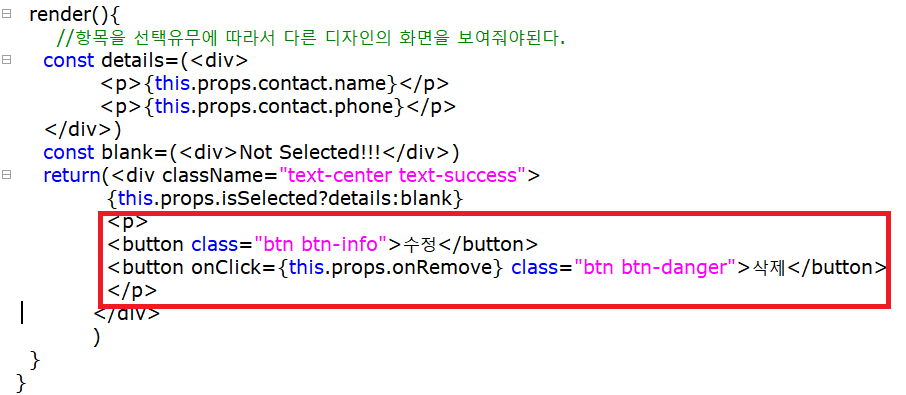 render(){
//항목을 선택유무에 따라서 다른 디자인의 화면을 보여줘야된다.
const details=(<div>
<p>{this.props.contact.name}</p>
<p>{this.props.contact.phone}</p>
</div>)
const blank=(<div>Not Selected!!!</div>)
return(<div className="text-center text-success">
{this.props.isSelected?details:blank}
<p>
<button class="btn btn-info">수정</button>
<button onClick={this.props.onRemove} class="btn btn-danger">삭제</button>
</p>
</div>
)
}
}